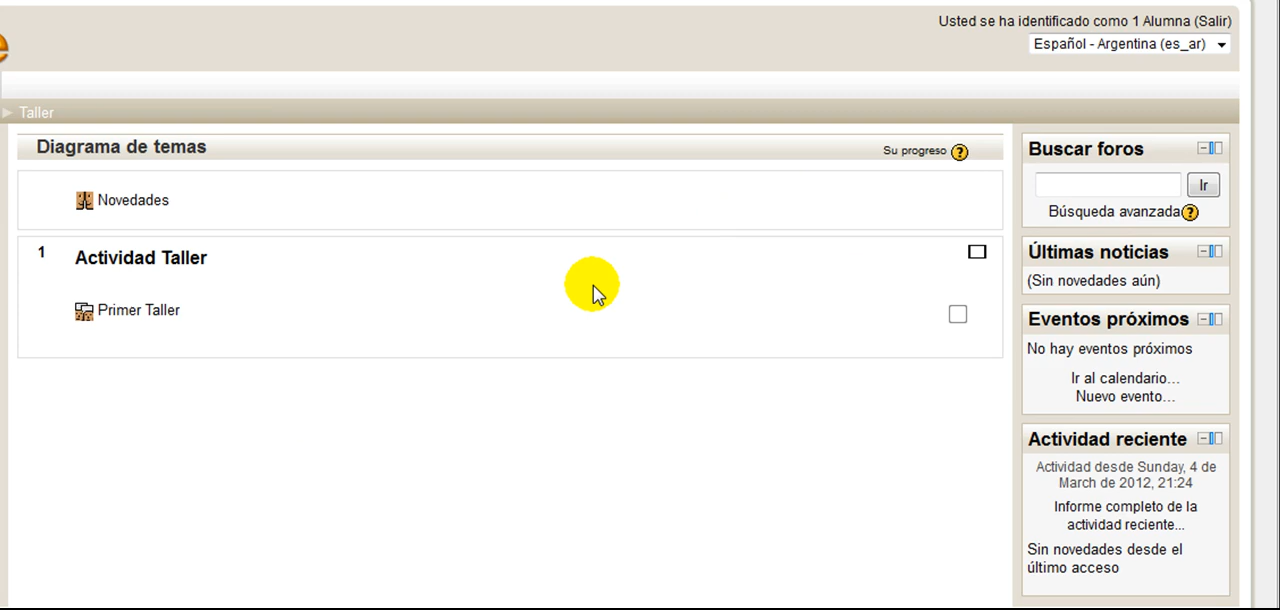 Usted se ha identificado como 1 Alumna (Salir)
Español - Argentina (es_ar)
Taller
Diagrama de temas
Su progreso
Novedades
1
Actividad Taller
Primer Taller
Buscar foros
Ir
Búsqueda avanzada
Últimas noticias
(Sin novedades aún)
Eventos próximos
No hay eventos próximos
Ir al calendario...
Nuevo evento...
Actividad reciente
Actividad desde Sunday, 4 de
March de 2012, 21:24
Informe completo de la
actividad reciente...
Sin novedades desde el
último acceso